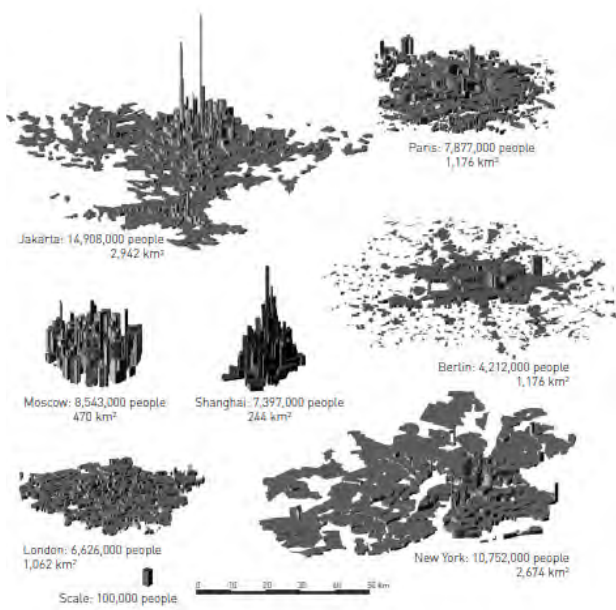 Paris: 7,877,000 people
1,176 km²
Jakarta: 14,908,000 people
2,942 km²
Berlin: 4,212,000 people
1,176 km²
Moscow: 8,543,000 people
470 km²
Shanghai: 7,397,000 people
244 km²
London: 6,626,000 people
1,062 km²
New York: 10,752,000 people
2,674 km²
Scale: 100,000 people
0 10 20 30 40 50 km